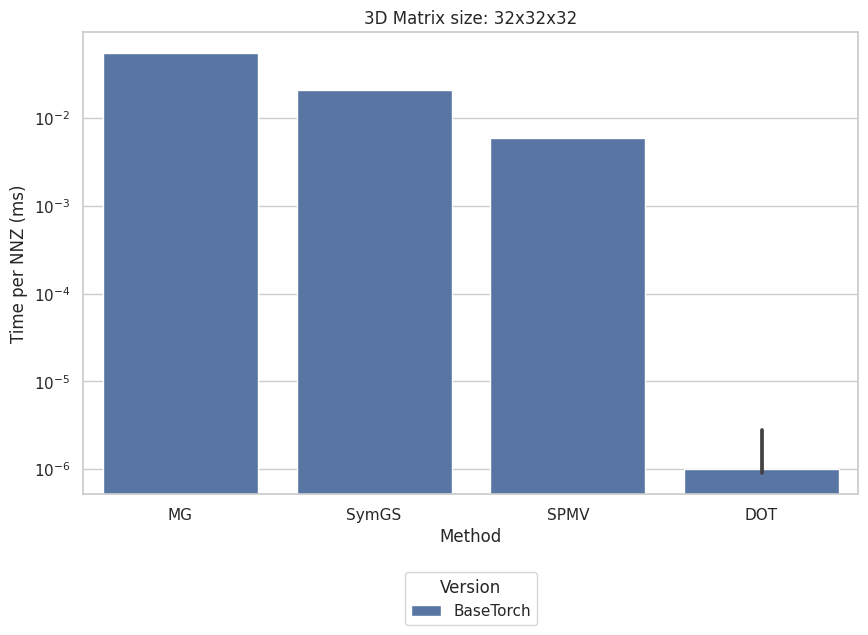 3D Matrix size: 32x32x32
Time per NNZ (ms)
10⁻²
10⁻³
10⁻⁴
10⁻⁵
10⁻⁶
MG SymGS SPMV DOT
Method
Version
BaseTorch